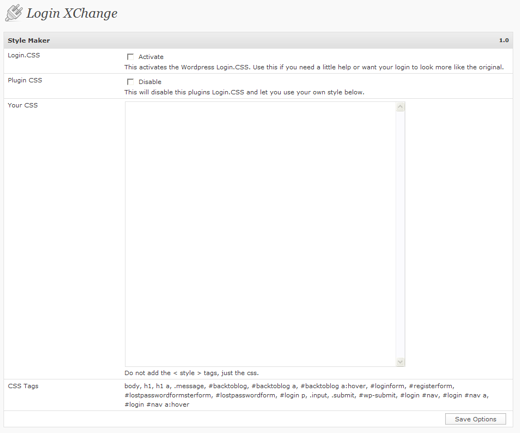 Login XChange
Style Maker 1.0
Login.CSS Activate
This activates the Wordpress Login.CSS. Use this if you need a little help or want your login to look more like the original.
Plugin CSS Disable
This will disable this plugins Login.CSS and let you use your own style below.
Your CSS
Do not add the < style > tags, just the css.
CSS Tags body, h1, h1 a, .message, #backtoblog, #backtoblog a, #backtoblog a:hover, #loginform, #registerform,
#lostpasswordformsterform, #lostpasswordform, #login p, .input, .submit, #wp-submit, #login #nav, #login #nav a,
#login #nav a:hover
Save Options